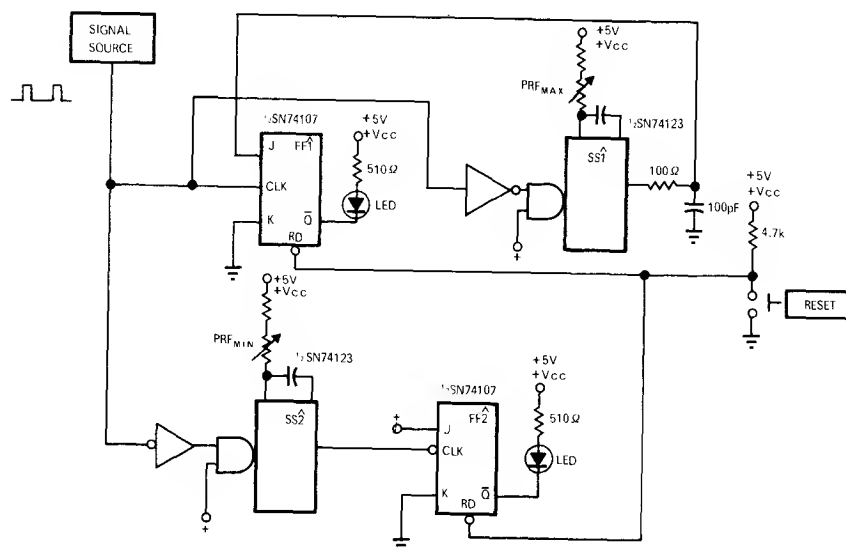 SIGNAL
SOURCE
+5V
+VCC
PRF MAX
½SN74123
SS1
100Ω
100pF
+5V
+VCC
4.7k
RESET
½SN74107
J
FF1
CLK
K
Q̅
RD
+5V
+VCC
510Ω
LED
+
+5V
+VCC
PRF MIN
½SN74123
SS2
+
½SN74107
+
J
FF2
CLK
K
Q̅
RD
+5V
+VCC
510Ω
LED